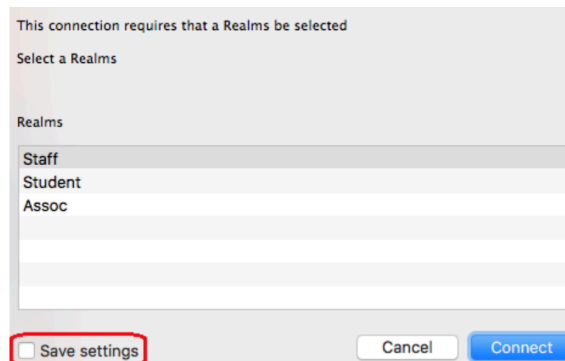 This connection requires that a Realms be selected
Select a Realms
Realms
Staff
Student
Assoc
Save settings
Cancel
Connect